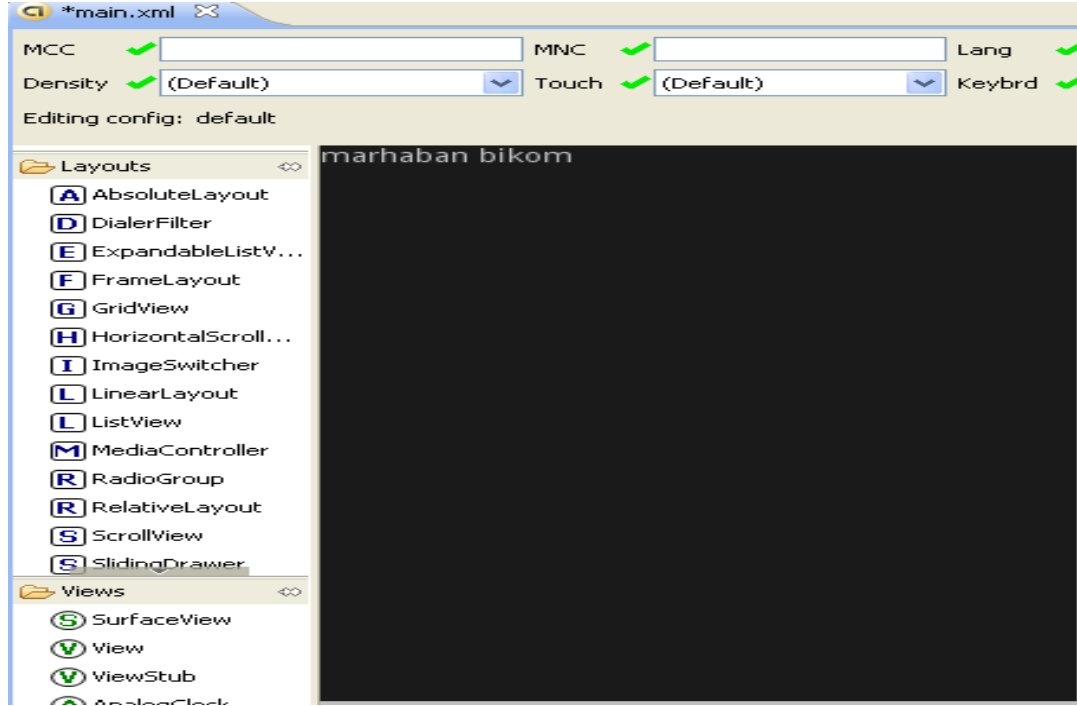 *main.xml
MCC MNC Lang
Density (Default) Touch (Default) Keybrd
Editing config: default
Layouts
marhaban bikom
A AbsoluteLayout
D DialerFilter
E ExpandableListV...
F FrameLayout
G GridView
H HorizontalScroll...
I ImageSwitcher
L LinearLayout
L ListView
M MediaController
R RadioGroup
R RelativeLayout
S ScrollView
S SlidingDrawer
Views
S SurfaceView
V View
V ViewStub
A AnalogClock